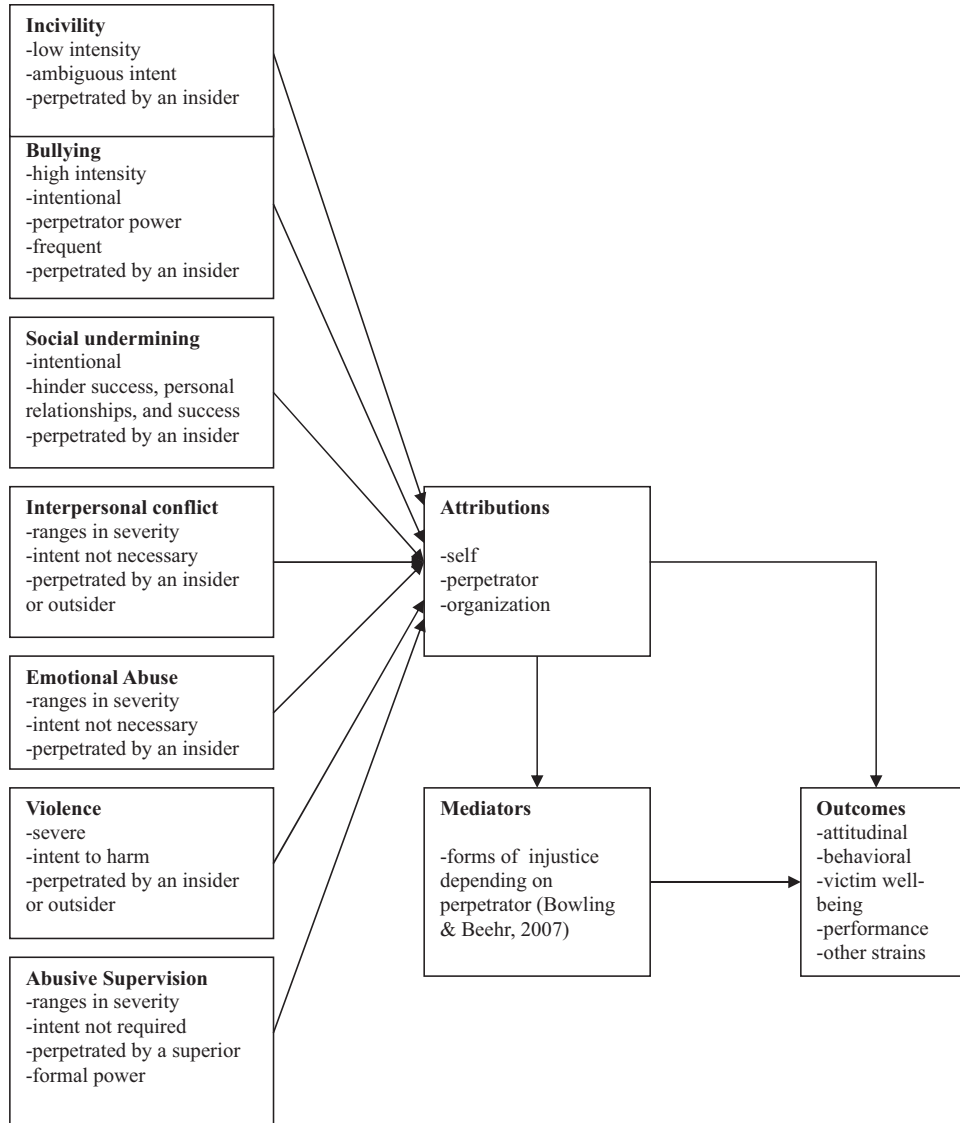 Incivility
-low intensity
-ambiguous intent
-perpetrated by an insider
Bullying
-high intensity
-intentional
-perpetrator power
-frequent
-perpetrated by an insider
Social undermining
-intentional
-hinder success, personal
relationships, and success
-perpetrated by an insider
Interpersonal conflict
-ranges in severity
-intent not necessary
-perpetrated by an insider
or outsider
Emotional Abuse
-ranges in severity
-intent not necessary
-perpetrated by an insider
Violence
-severe
-intent to harm
-perpetrated by an insider
or outsider
Abusive Supervision
-ranges in severity
-intent not required
-perpetrated by a superior
-formal power
Attributions
-self
-perpetrator
-organization
Mediators
-forms of injustice
depending on
perpetrator (Bowling
& Beehr, 2007)
Outcomes
-attitudinal
-behavioral
-victim well-
being
-performance
-other strains